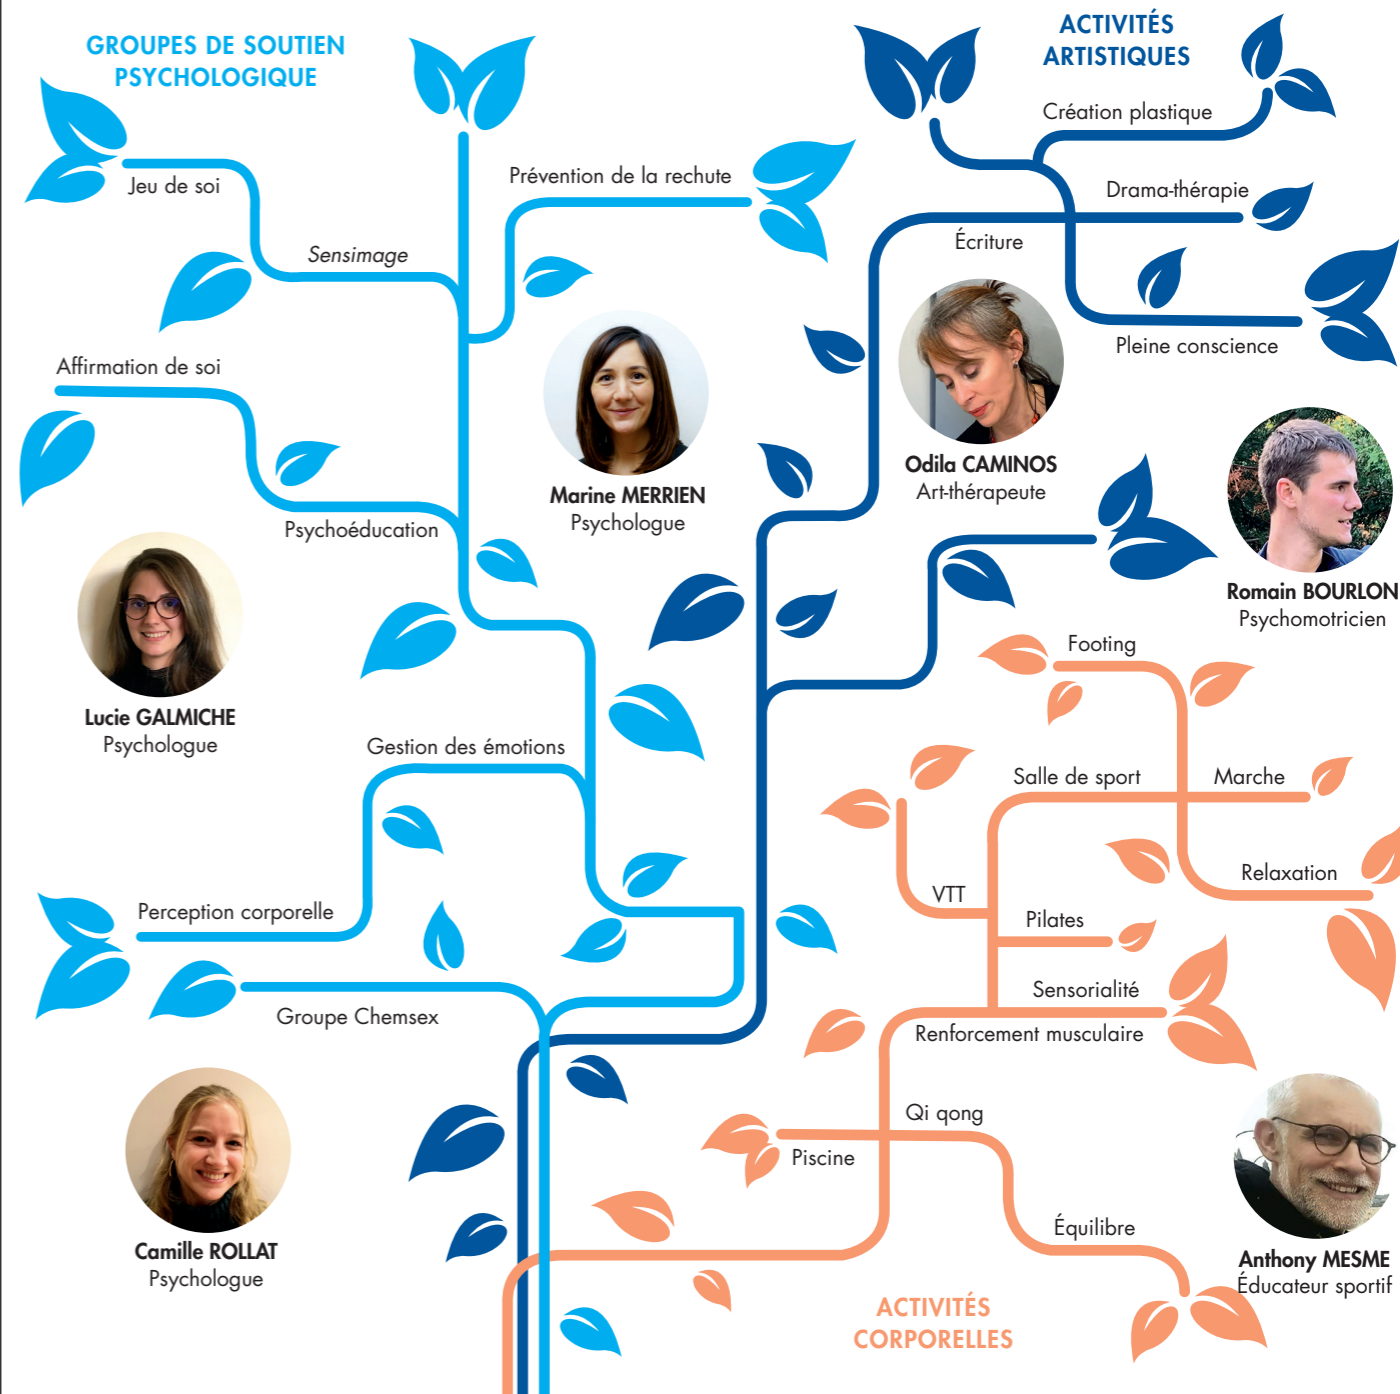 GROUPES DE SOUTIEN
PSYCHOLOGIQUE
ACTIVITÉS
ARTISTIQUES
Création plastique
Jeu de soi
Prévention de la rechute
Drama-thérapie
Sensimage
Écriture
Affirmation de soi
Pleine conscience
Psychoéducation
Marine MERRIEN
Psychologue
Odila CAMINOS
Art-thérapeute
Romain BOURLON
Psychomotricien
Lucie GALMICHE
Psychologue
Footing
Gestion des émotions
Salle de sport
Marche
Relaxation
VTT
Perception corporelle
Pilates
Sensorialité
Groupe Chemsex
Renforcement musculaire
Qi qong
Piscine
Camille ROLLAT
Psychologue
Équilibre
Anthony MESME
Éducateur sportif
ACTIVITÉS
CORPORELLES